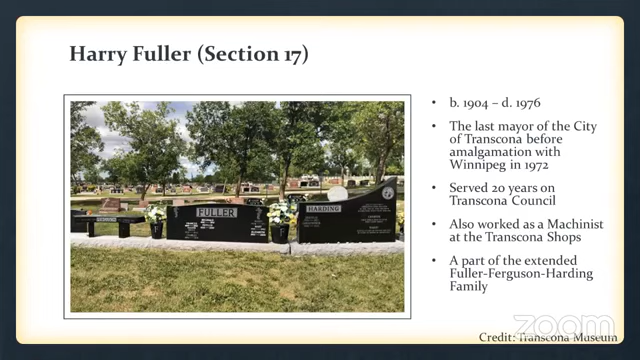 Harry Fuller (Section 17)
• b. 1904 – d. 1976
• The last mayor of the City
of Transcona before
amalgamation with
Winnipeg in 1972
• Served 20 years on
Transcona Council
• Also worked as a Machinist
at the Transcona Shops
• A part of the extended
Fuller-Ferguson-Harding
Family
FULLER
HARDING
Credit: Transcona Museum
zoom